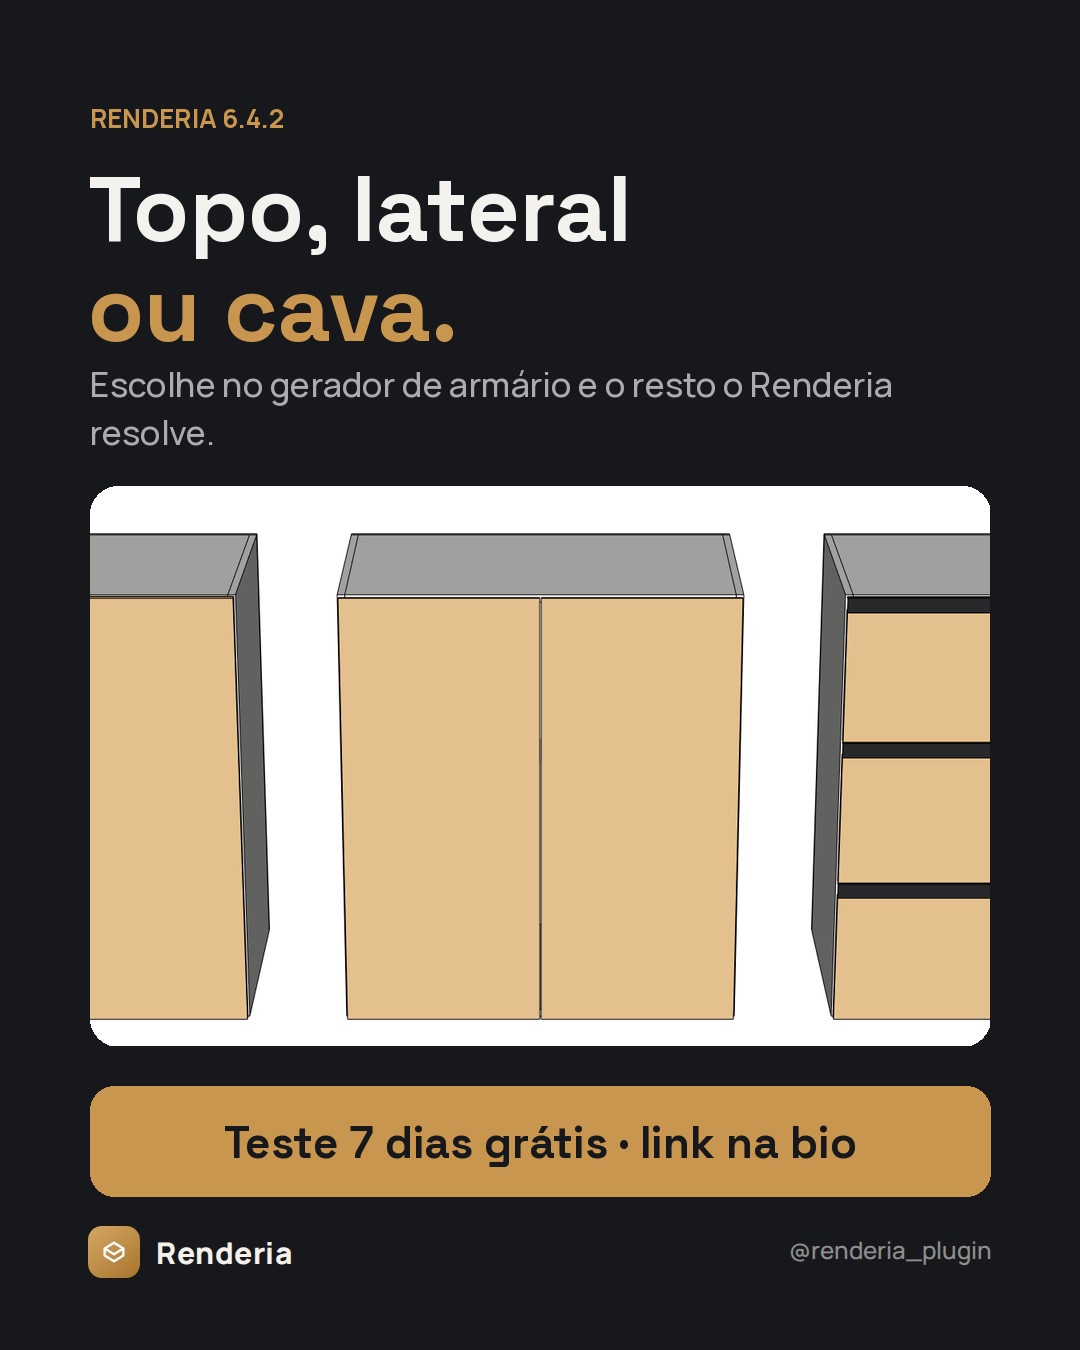 RENDERIA 6.4.2
Topo, lateral
ou cava.
Escolhe no gerador de armário e o resto o Renderia
resolve.
Teste 7 dias grátis · link na bio
Renderia
@renderia_plugin